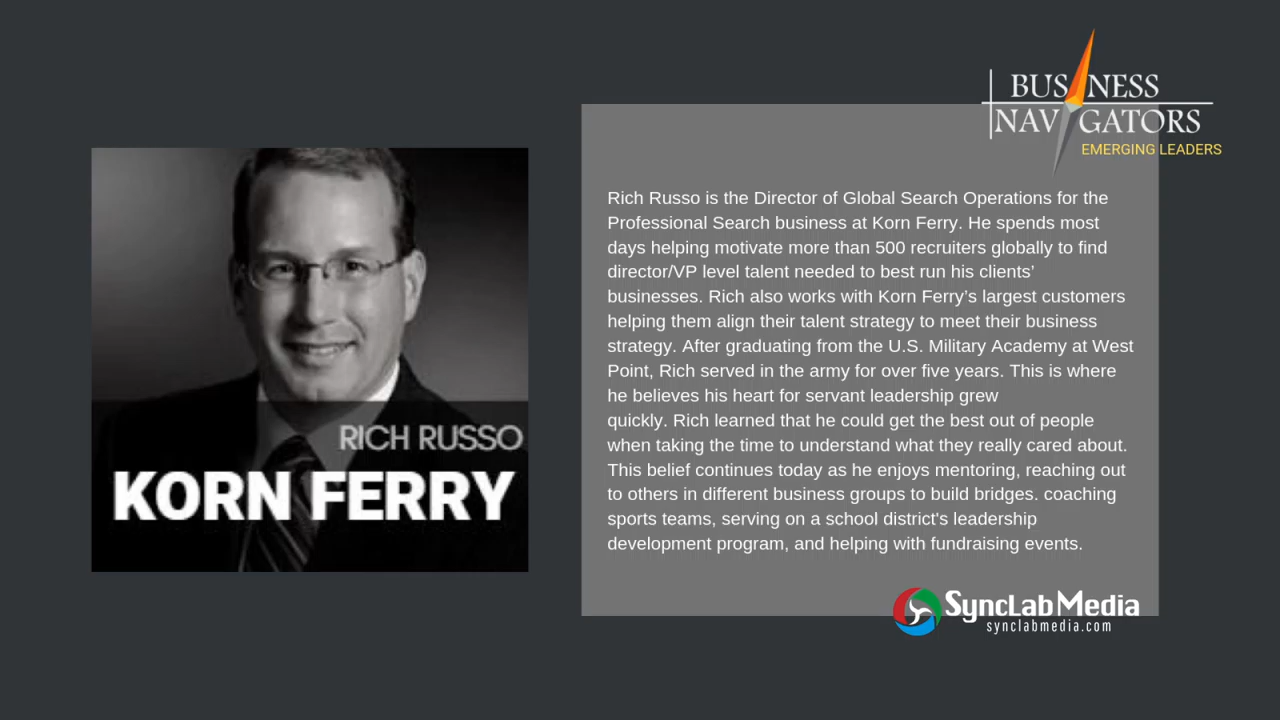 BUSINESS
NAVIGATORS
EMERGING LEADERS
RICH RUSSO
KORN FERRY
Rich Russo is the Director of Global Search Operations for the
Professional Search business at Korn Ferry. He spends most
days helping motivate more than 500 recruiters globally to find
director/VP level talent needed to best run his clients’
businesses. Rich also works with Korn Ferry’s largest customers
helping them align their talent strategy to meet their business
strategy. After graduating from the U.S. Military Academy at West
Point, Rich served in the army for over five years. This is where
he believes his heart for servant leadership grew
quickly. Rich learned that he could get the best out of people
when taking the time to understand what they really cared about.
This belief continues today as he enjoys mentoring, reaching out
to others in different business groups to build bridges. coaching
sports teams, serving on a school district's leadership
development program, and helping with fundraising events.
SyncLab Media
synclabmedia.com